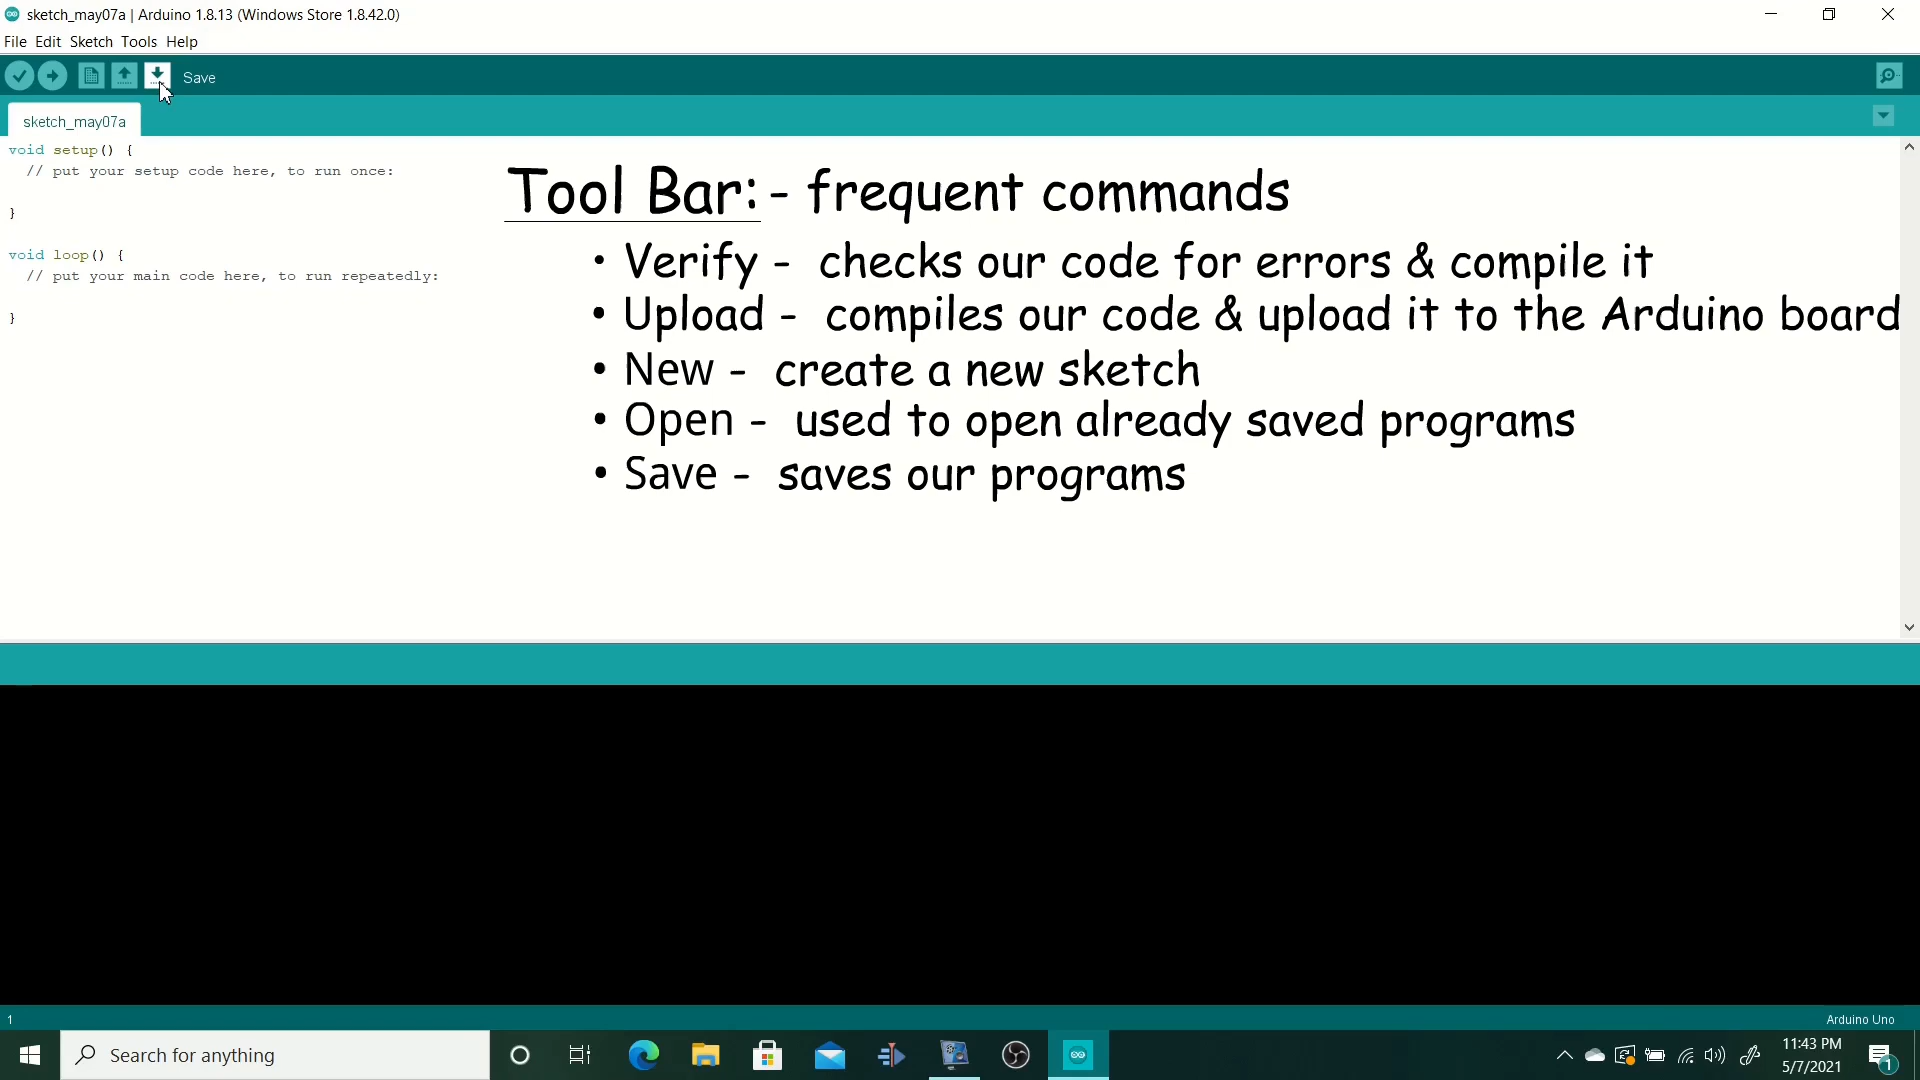 sketch_may07a | Arduino 1.8.13 (Windows Store 1.8.42.0)
File Edit Sketch Tools Help
Save
sketch_may07a
void setup() {
// put your setup code here, to run once:
}
void loop() {
// put your main code here, to run repeatedly:
}
Tool Bar: - frequent commands
• Verify - checks our code for errors & compile it
• Upload - compiles our code & upload it to the Arduino board
• New - create a new sketch
• Open - used to open already saved programs
• Save - saves our programs
1
Arduino Uno
Search for anything
11:43 PM
5/7/2021
1